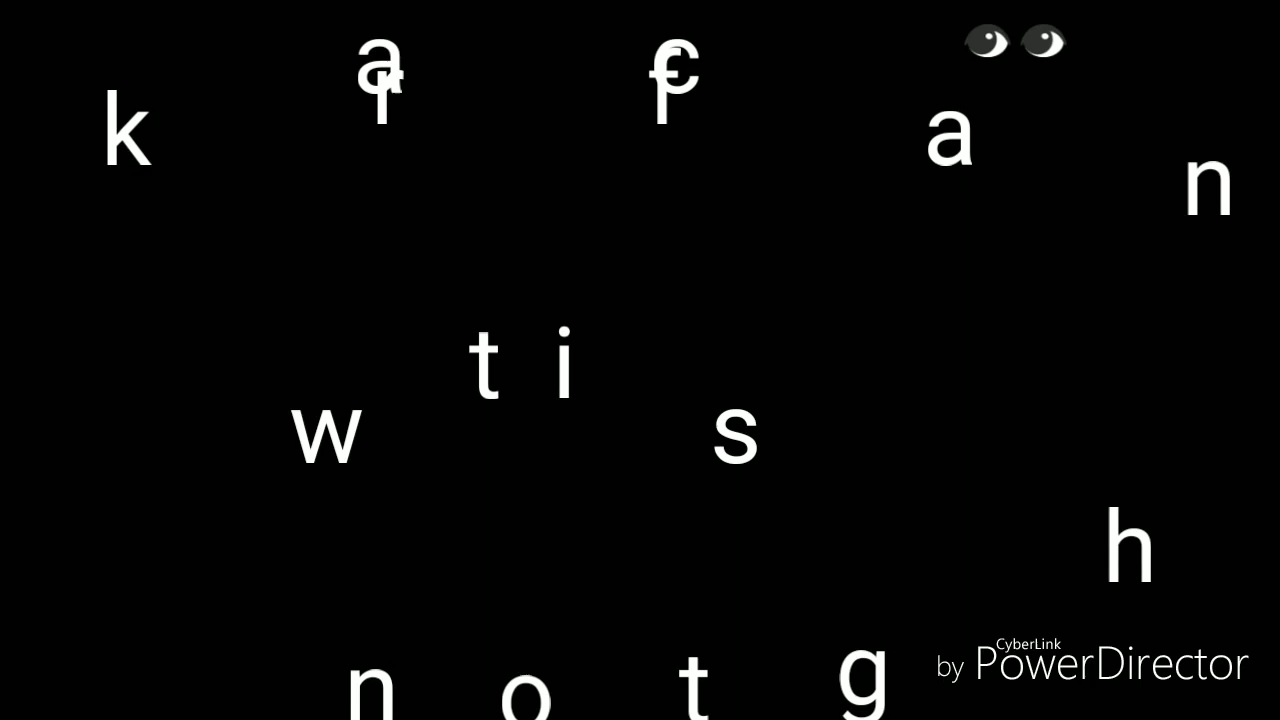 a c 👀
r f
k a
n
t i
w s
h
n o t g
CyberLink
by PowerDirector